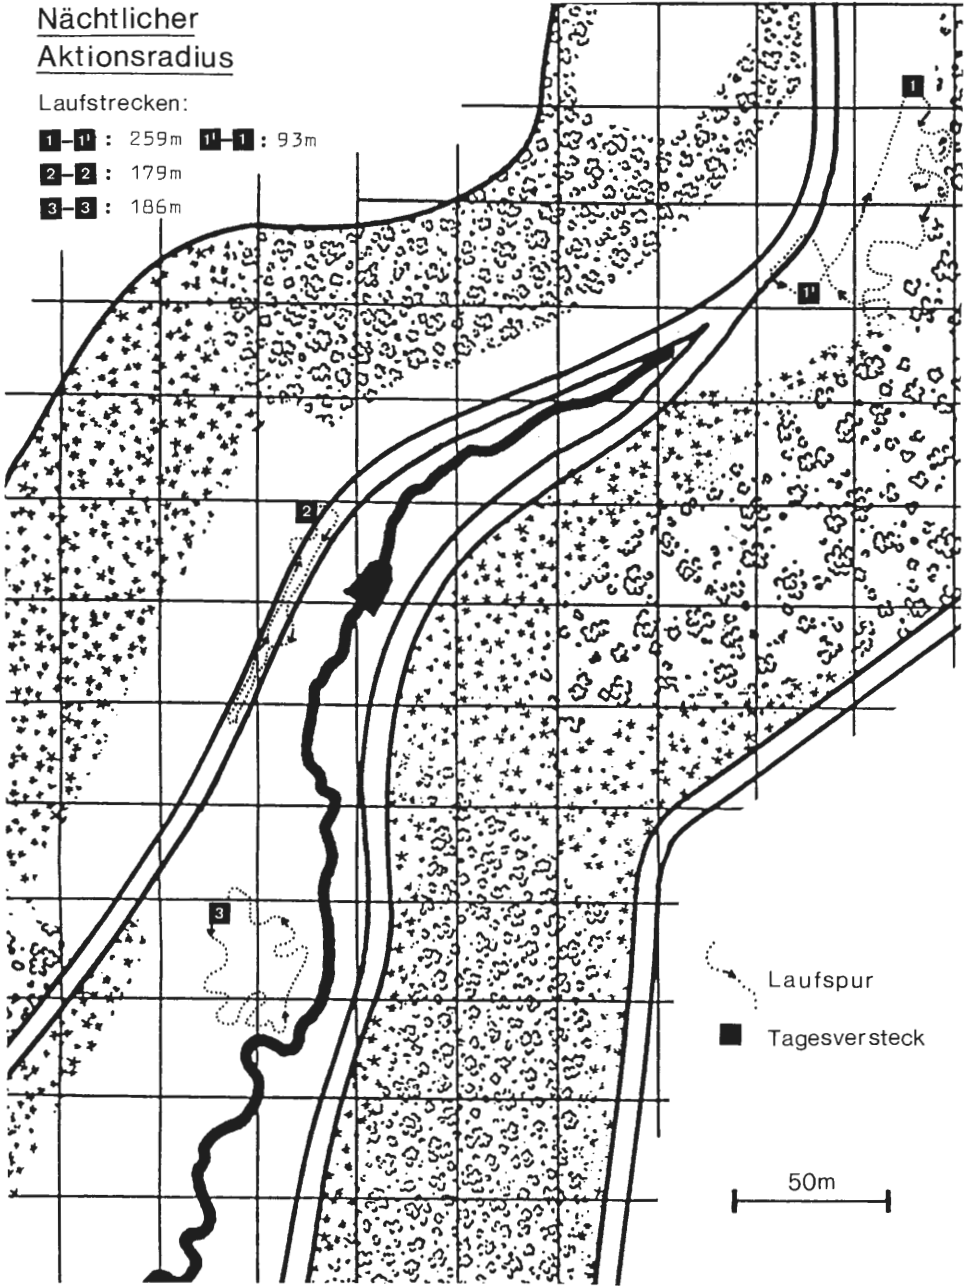 Nächtlicher
Aktionsradius
Laufstrecken:
1-1' : 259m 1'-1 : 93m
2-2 : 179m
3-3 : 186m
1
1'
2
3
Laufspur
Tagesversteck
50m